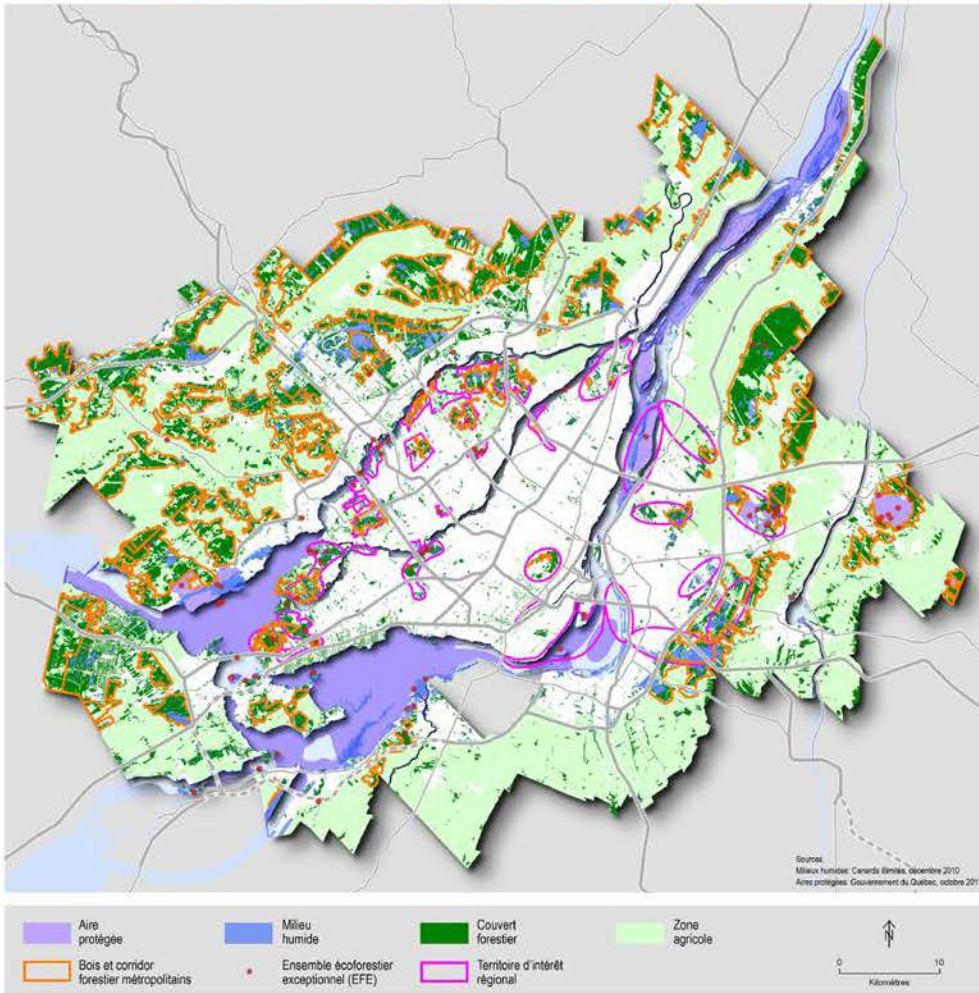 Sources
Milieux humides: Canards Illimités, décembre 2010
Aires protégées: Gouvernement du Québec, octobre 201
Aire
protégée
Milieu
humide
Couvert
forestier
Zone
agricole
N
Bois et corridor
forestier métropolitains
Ensemble écoforestier
exceptionnel (EFE)
Territoire d'intérêt
régional
0 10
Kilomètres